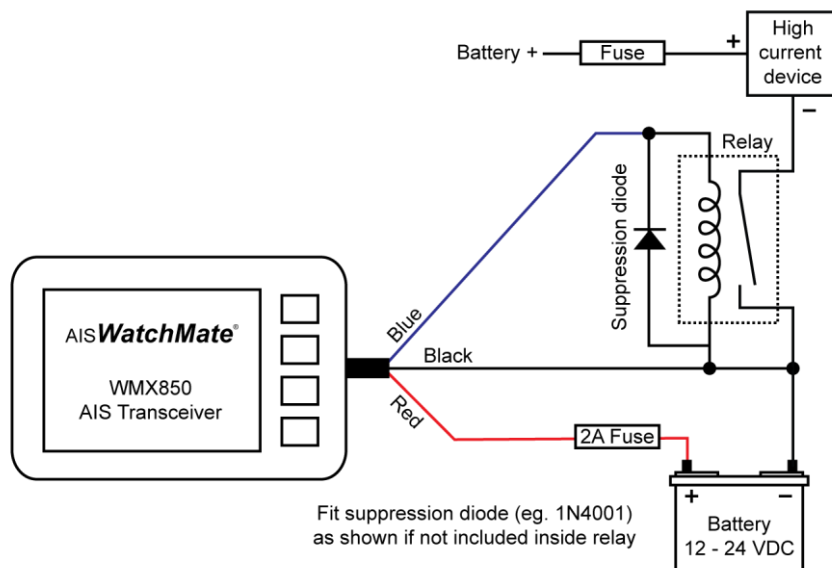 Battery +
Fuse
+
High
current
device
−
Relay
Suppression diode
Blue
Black
Red
AIS WatchMate®
WMX850
AIS Transceiver
2A Fuse
+ −
Battery
12 - 24 VDC
Fit suppression diode (eg. 1N4001)
as shown if not included inside relay